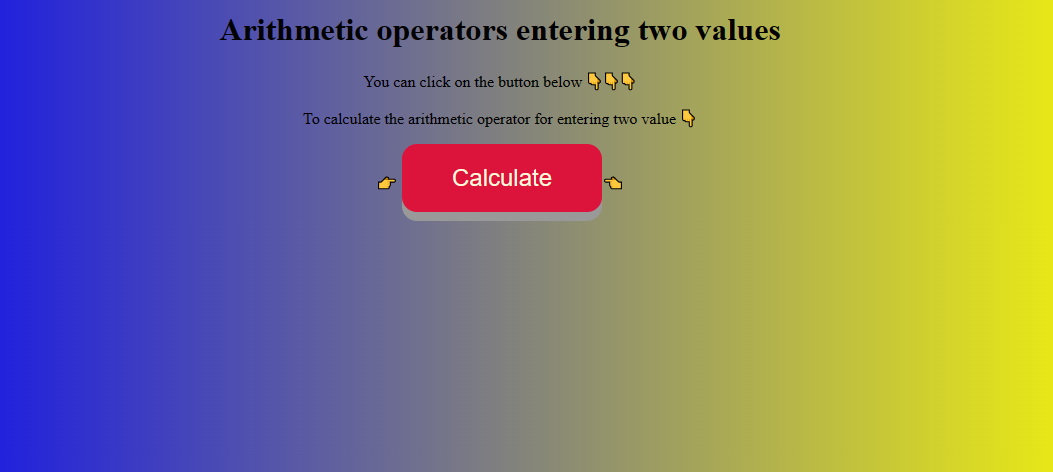 Arithmetic operators entering two values
You can click on the button below 👇👇👇
To calculate the arithmetic operator for entering two value 👇
👉 Calculate 👈